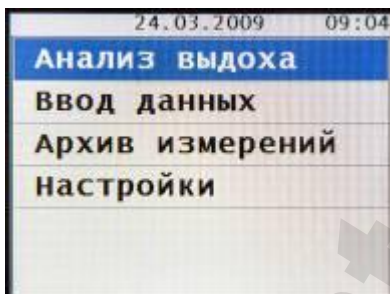 24.03.2009 09:04
Анализ выдоха
Ввод данных
Архив измерений
Настройки